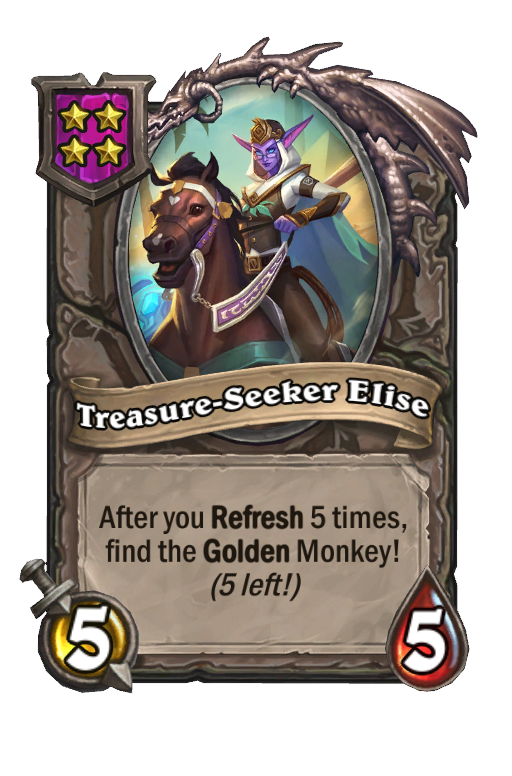 Treasure-Seeker Elise
After you Refresh 5 times,
find the Golden Monkey!
(5 left!)
5
5